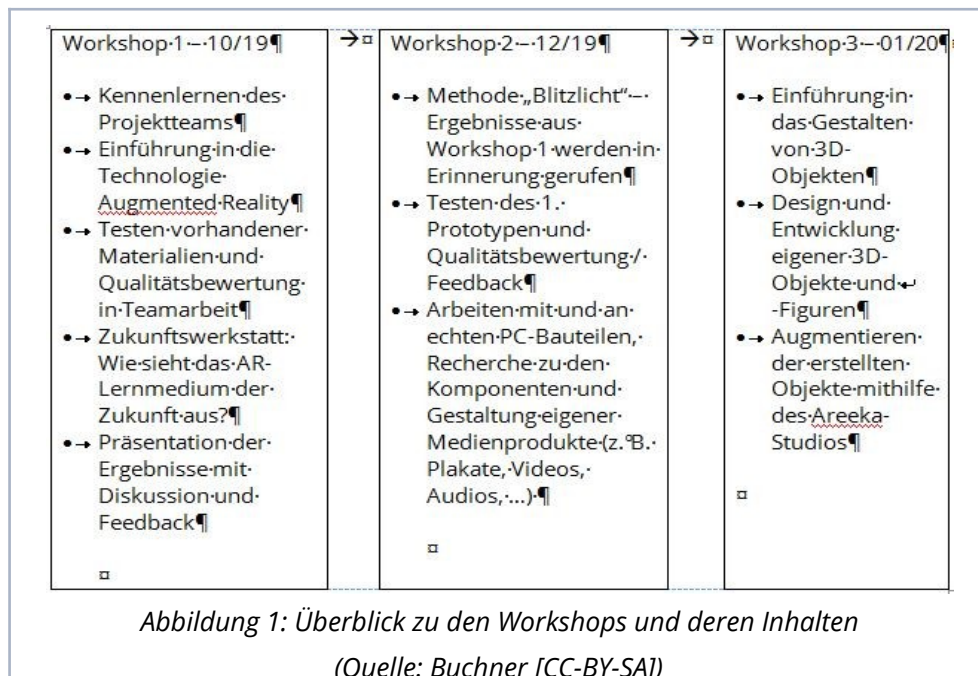 Workshop·1·–·10/19¶
●→ Kennenlernen·des·
Projektteams¶
●→ Einführung·in·die·
Technologie·
Augmented·Reality¶
●→ Testen·vorhandener·
Materialien·und·
Qualitätsbewertung·
in·Teamarbeit¶
●→ Zukunftswerkstatt:·
Wie·sieht·das·AR-
Lernmedium·der·
Zukunft·aus?¶
●→ Präsentation·der·
Ergebnisse·mit·
Diskussion·und·
Feedback¶
¤
→¤
Workshop·2·–·12/19¶
●→ Methode·„Blitzlicht“·–·
Ergebnisse·aus·
Workshop·1·werden·in·
Erinnerung·gerufen¶
●→ Testen·des·1.·
Prototypen·und·
Qualitätsbewertung·/·
Feedback¶
●→ Arbeiten·mit·und·an·
echten·PC-Bauteilen,·
Recherche·zu·den·
Komponenten·und·
Gestaltung·eigener·
Medienprodukte·(z.°B.·
Plakate,·Videos,·
Audios,·...)·¶
¤
→¤
Workshop·3·–·01/20¶
●→ Einführung·in·
das·Gestalten·
von·3D-
Objekten¶
●→ Design·und·
Entwicklung·
eigener·3D-
Objekte·und·↵
-Figuren¶
●→ Augmentieren·
der·erstellten·
Objekte·mithilfe·
des·Areeka-
Studios¶
¤
Abbildung 1: Überblick zu den Workshops und deren Inhalten
(Quelle: Buchner [CC-BY-SA])